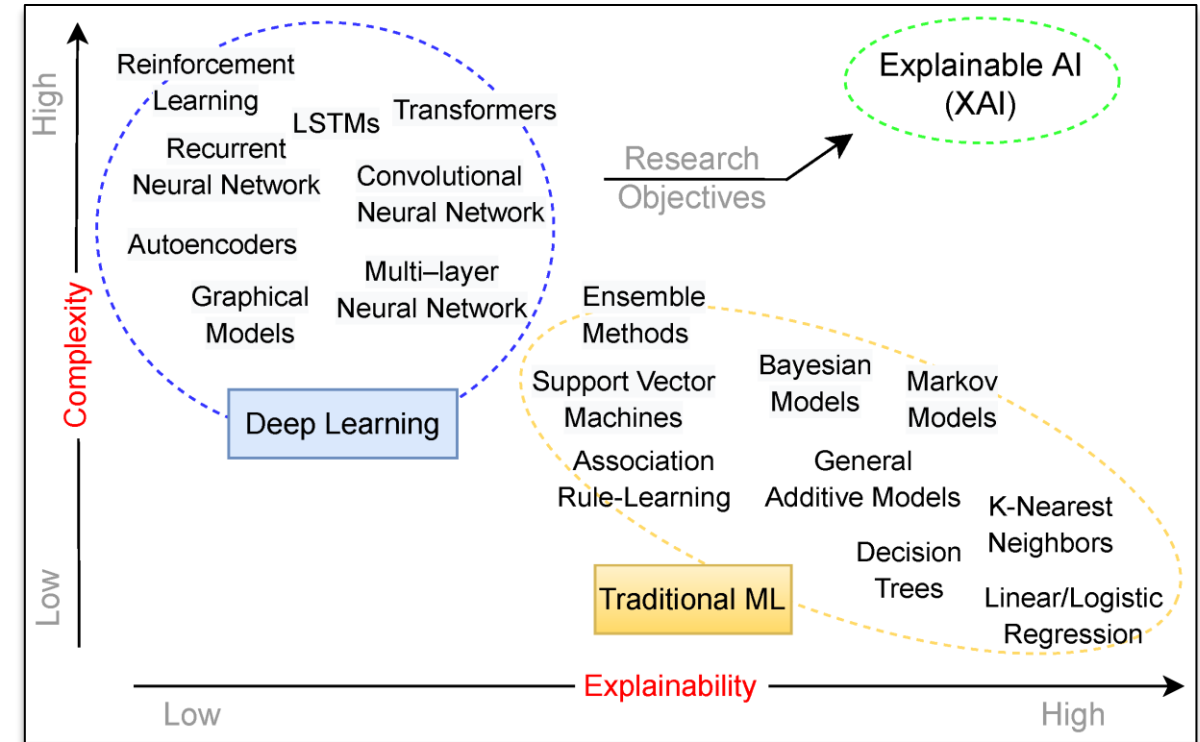 High
Complexity
Low
Reinforcement
Learning
LSTMs
Transformers
Recurrent
Neural Network
Convolutional
Neural Network
Autoencoders
Graphical
Models
Multi–layer
Neural Network
Deep Learning
Explainable AI
(XAI)
Research
Objectives
Ensemble
Methods
Support Vector
Machines
Bayesian
Models
Markov
Models
Association
Rule-Learning
General
Additive Models
K-Nearest
Neighbors
Decision
Trees
Linear/Logistic
Regression
Traditional ML
Explainability
Low
High